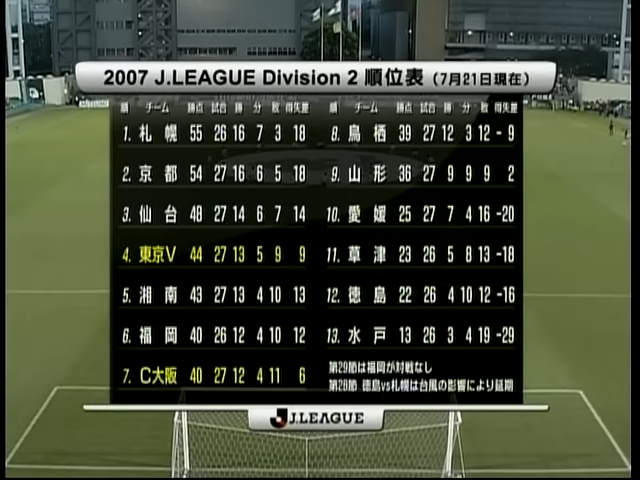 2007 J.LEAGUE Division 2 順位表 (7月21日現在)
順 チーム 勝点 試合 勝 分 敗 得失差
1. 札幌 55 26 16 7 3 18
2. 京都 54 27 16 6 5 18
3. 仙台 48 27 14 6 7 14
4. 東京V 44 27 13 5 9 9
5. 湘南 43 27 13 4 10 13
6. 福岡 40 26 12 4 10 12
7. C大阪 40 27 12 4 11 6
順 チーム 勝点 試合 勝 分 敗 得失差
8. 鳥栖 39 27 12 3 12 -9
9. 山形 36 27 9 9 9 2
10. 愛媛 25 27 7 4 16 -20
11. 草津 23 26 5 8 13 -18
12. 徳島 22 26 4 10 12 -16
13. 水戸 13 26 3 4 19 -29
第29節は福岡が対戦なし
第28節 徳島vs札幌は台風の影響により延期
J.LEAGUE